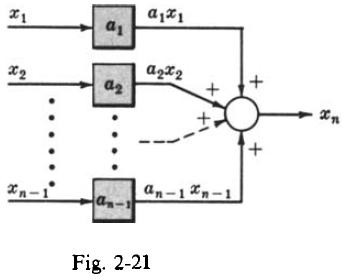 x₁ a₁ a₁x₁
+
x₂ a₂ a₂x₂ +
+ xₙ
+
xₙ₋₁ aₙ₋₁ aₙ₋₁ xₙ₋₁
Fig. 2-21